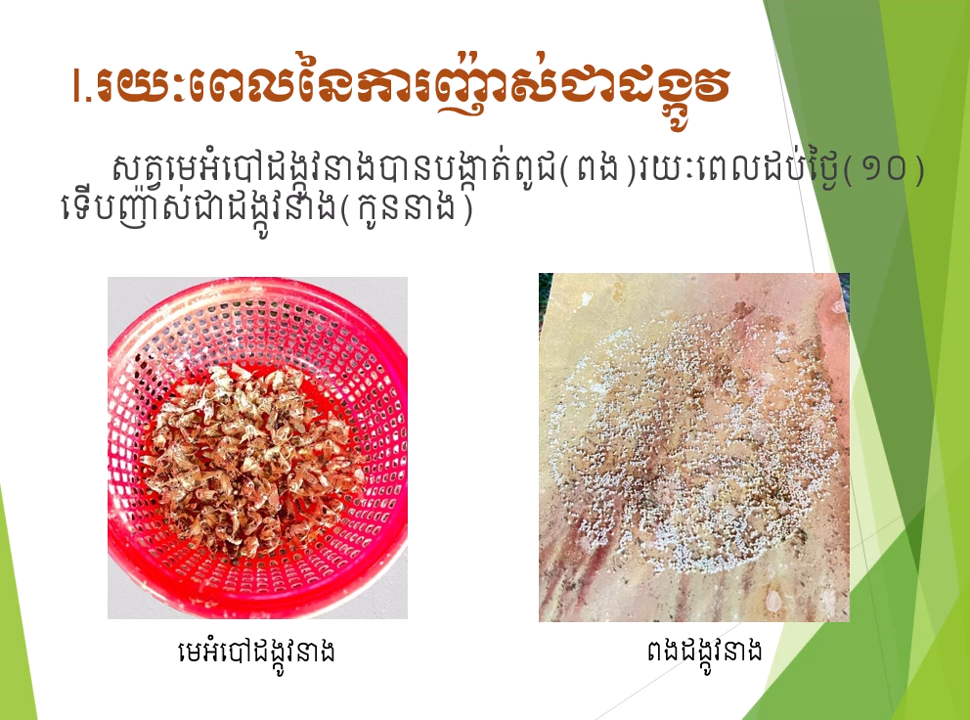 I.រយៈពេលនៃការញ៉ាស់ជាដង្កូវ
សត្វមេអំបៅដង្កូវនាងបានបង្កាត់ពូជ(ពង)រយៈពេលដប់ថ្ងៃ(១០)
ទើបញ៉ាស់ជាដង្កូវនាង(កូននាង)
មេអំបៅដង្កូវនាង
ពងដង្កូវនាង